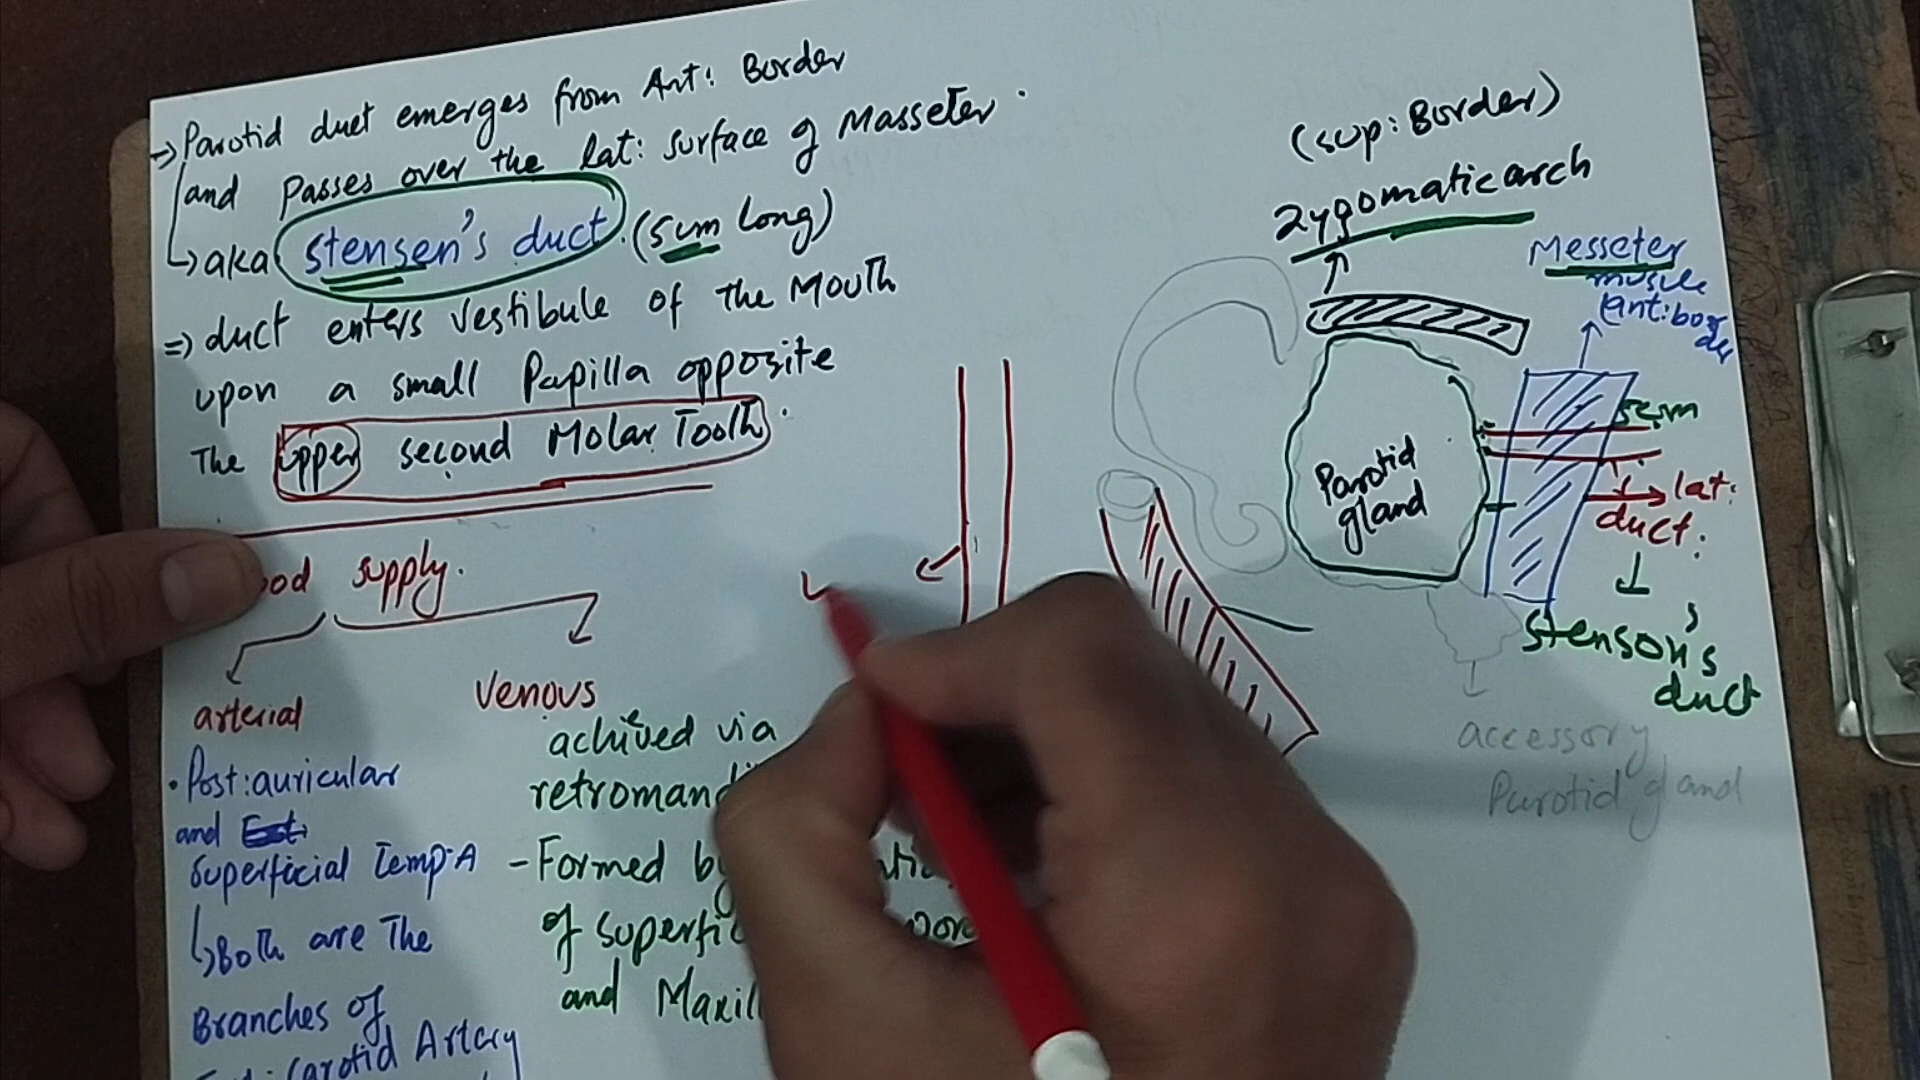 => Parotid duct emerges from Ant: Border
and Passes over the lat: surface of Masseter.
↳ aka stensen's duct. (5cm long)
=> duct enters vestibule of the Mouth
upon a small Papilla opposite
The upper second Molar Tooth.
ood supply.
arterial
• Post: auricular
and
superficial Temp-A
↳ Both are The
Branches of
Carotid Artery
Venous
achived via
retroman
- Formed by
of superfi
and Maxil
(sup: Border)
Zygomatic arch
Messeter
muscle
(ant: border
Parotid
gland
5cm
lat:
duct:
stenson's
duct
accessory
Parotid gland